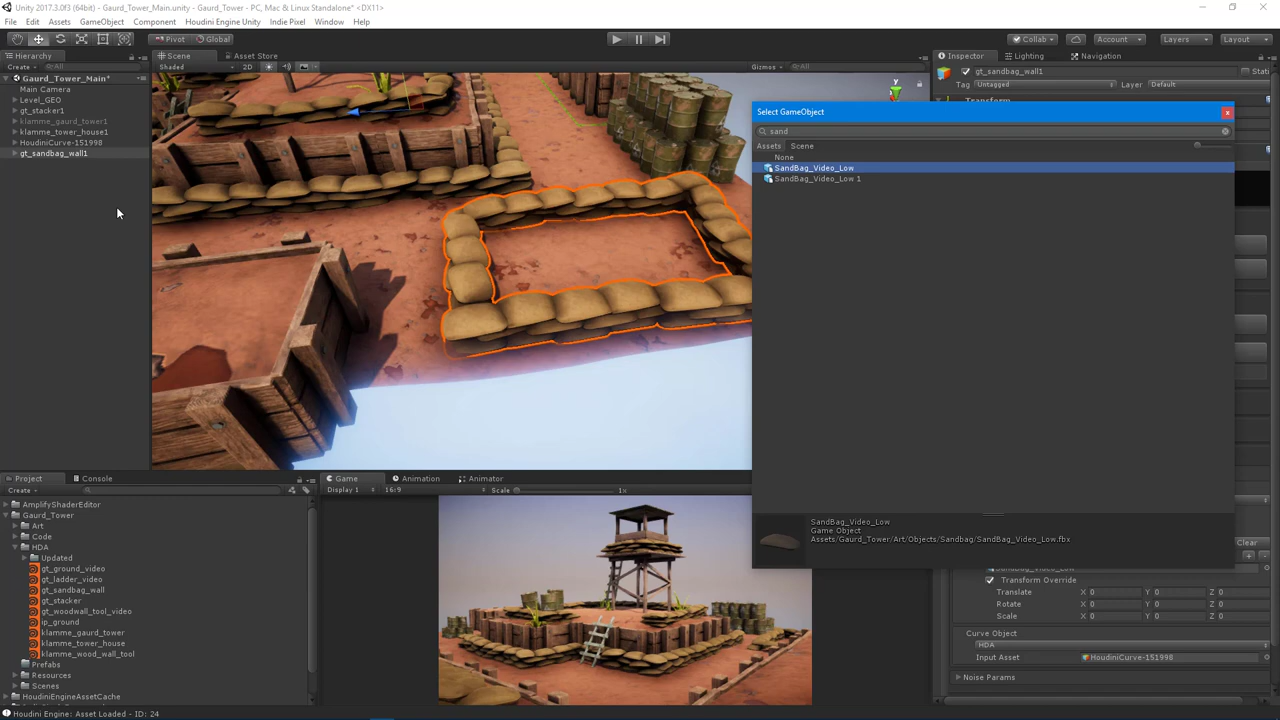 Unity 2017.3.0f3 (64bit) - Gaurd_Tower_Main.unity - Gaurd_Tower - PC, Mac & Linux Standalone* <DX11>
File Edit Assets GameObject Component Houdini Engine Unity Indie Pixel Window Help
Pivot Global Collab Account Layers Layout
Hierarchy Scene Asset Store Inspector Lighting Navigation
Create All Shaded 2D Gizmos All gt_sandbag_wall1 Stati
Gaurd_Tower_Main* Tag Untagged Layer Default
Main Camera
Level_GEO Transform
gt_stacker1
klamme_gaurd_tower1
klamme_tower_house1
HoudiniCurve-151998
gt_sandbag_wall1
y
Select GameObject x
sand
Assets Scene
None
SandBag_Video_Low
SandBag_Video_Low 1
SandBag_Video_Low
Game Object
Assets/Gaurd_Tower/Art/Objects/Sandbag/SandBag_Video_Low.fbx
Clear
SandBag_Video_Low
Transform Override
Translate X 0 Y 0 Z 0
Rotate X 0 Y 0 Z 0
Scale X 0 Y 0 Z 0
Curve Object
HDA
Input Asset HoudiniCurve-151998
Noise Params
Project Console
Create
AmplifyShaderEditor
Gaurd_Tower
Art
Code
HDA
Updated
gt_ground_video
gt_ladder_video
gt_sandbag_wall
gt_stacker
gt_woodwall_tool_video
ip_ground
klamme_gaurd_tower
klamme_tower_house
klamme_wood_wall_tool
Prefabs
Resources
Scenes
HoudiniEngineAssetCache
Game Animation Animator
Display 1 16:9 Scale 1x
Houdini Engine: Asset Loaded - ID: 24